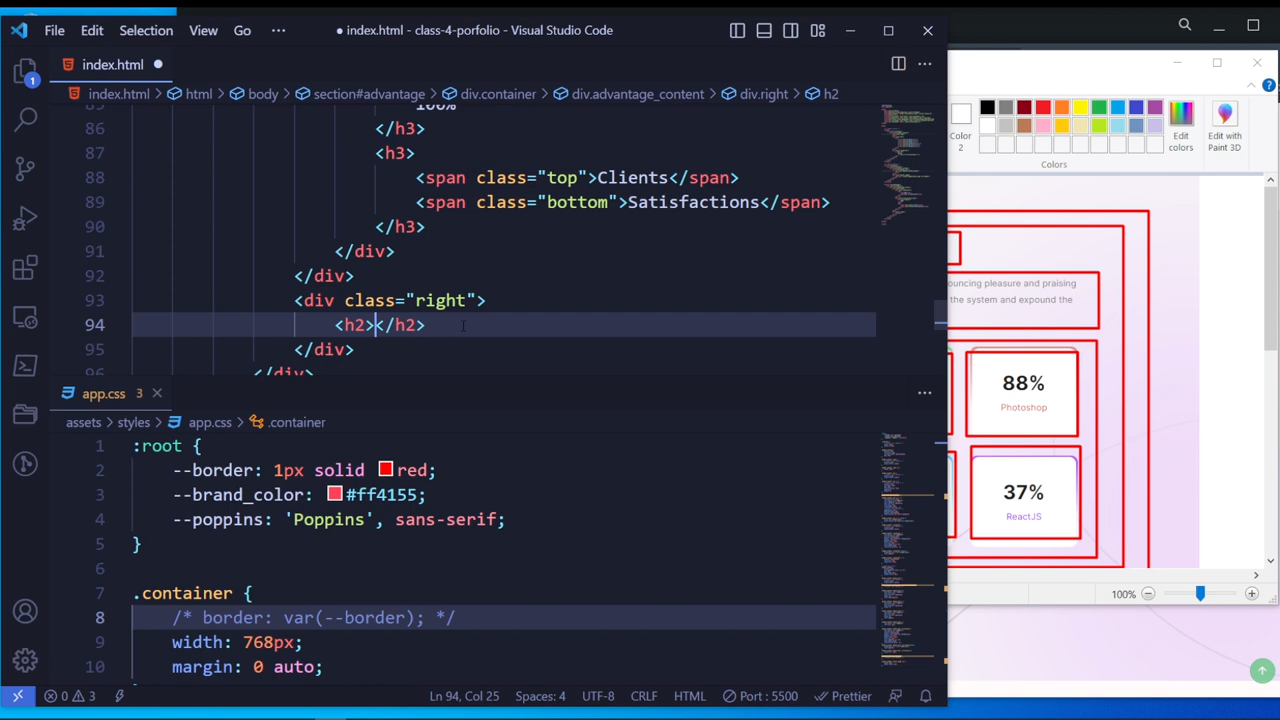 File Edit Selection View Go ··· ● index.html - class-4-porfolio - Visual Studio Code
index.html ●
index.html > html > body > section#advantage > div.container > div.advantage_content > div.right > h2
100%
86 </h3>
87 <h3>
88 <span class="top">Clients</span>
89 <span class="bottom">Satisfactions</span>
90 </h3>
91 </div>
92 </div>
93 <div class="right">
94 <h2></h2>
95 </div>
96 </div>
1
app.css 3
assets > styles > app.css > .container
1 :root {
2 --border: 1px solid red;
3 --brand_color: #ff4155;
4 --poppins: 'Poppins', sans-serif;
5 }
6
7 .container {
8 /* border: var(--border); */
9 width: 768px;
10 margin: 0 auto;
0 3 Ln 94, Col 25 Spaces: 4 UTF-8 CRLF HTML Port : 5500 Prettier
Color
2
Edit
colors
Edit with
Paint 3D
Colors
ouncing pleasure and praising
the system and expound the
88%
Photoshop
37%
ReactJS
100%